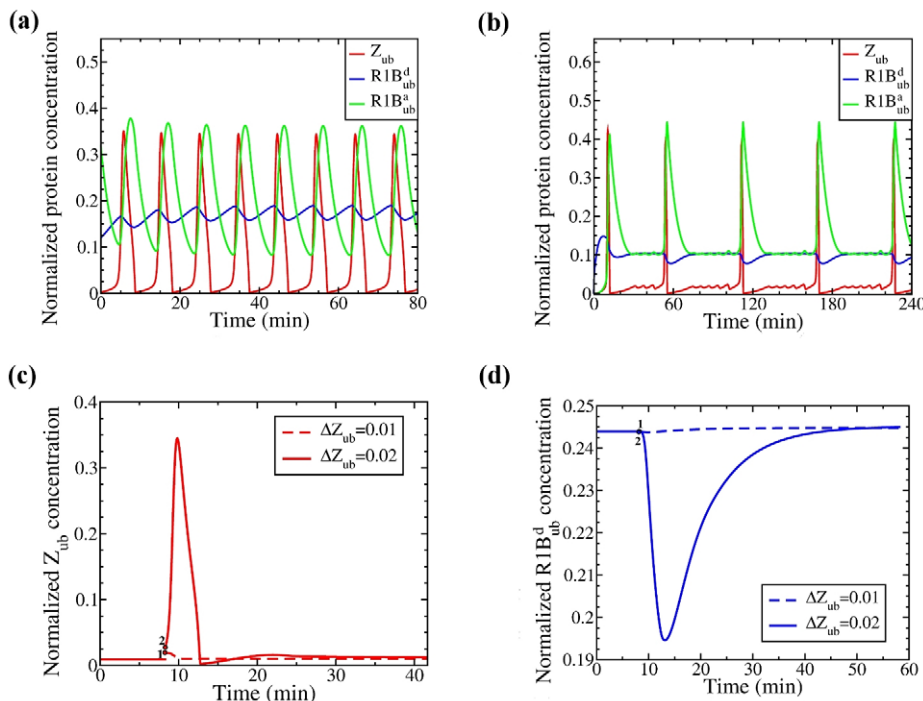 (a)
Normalized protein concentration
0.5
0.4
0.3
0.2
0.1
0
Z_ub
R1B^d_ub
R1B^a_ub
0 20 40 60 80
Time (min)
(b)
Normalized protein concentration
0.6
0.5
0.4
0.3
0.2
0.1
0
Z_ub
R1B^d_ub
R1B^a_ub
0 60 120 180 240
Time (min)
(c)
Normalized Z_ub concentration
0.4
0.3
0.2
0.1
0
ΔZ_ub=0.01
ΔZ_ub=0.02
2
1
0 10 20 30 40
Time (min)
(d)
Normalized R1B^d_ub concentration
0.25
0.24
0.23
0.22
0.21
0.2
0.19
1
2
ΔZ_ub=0.01
ΔZ_ub=0.02
0 10 20 30 40 50 60
Time (min)